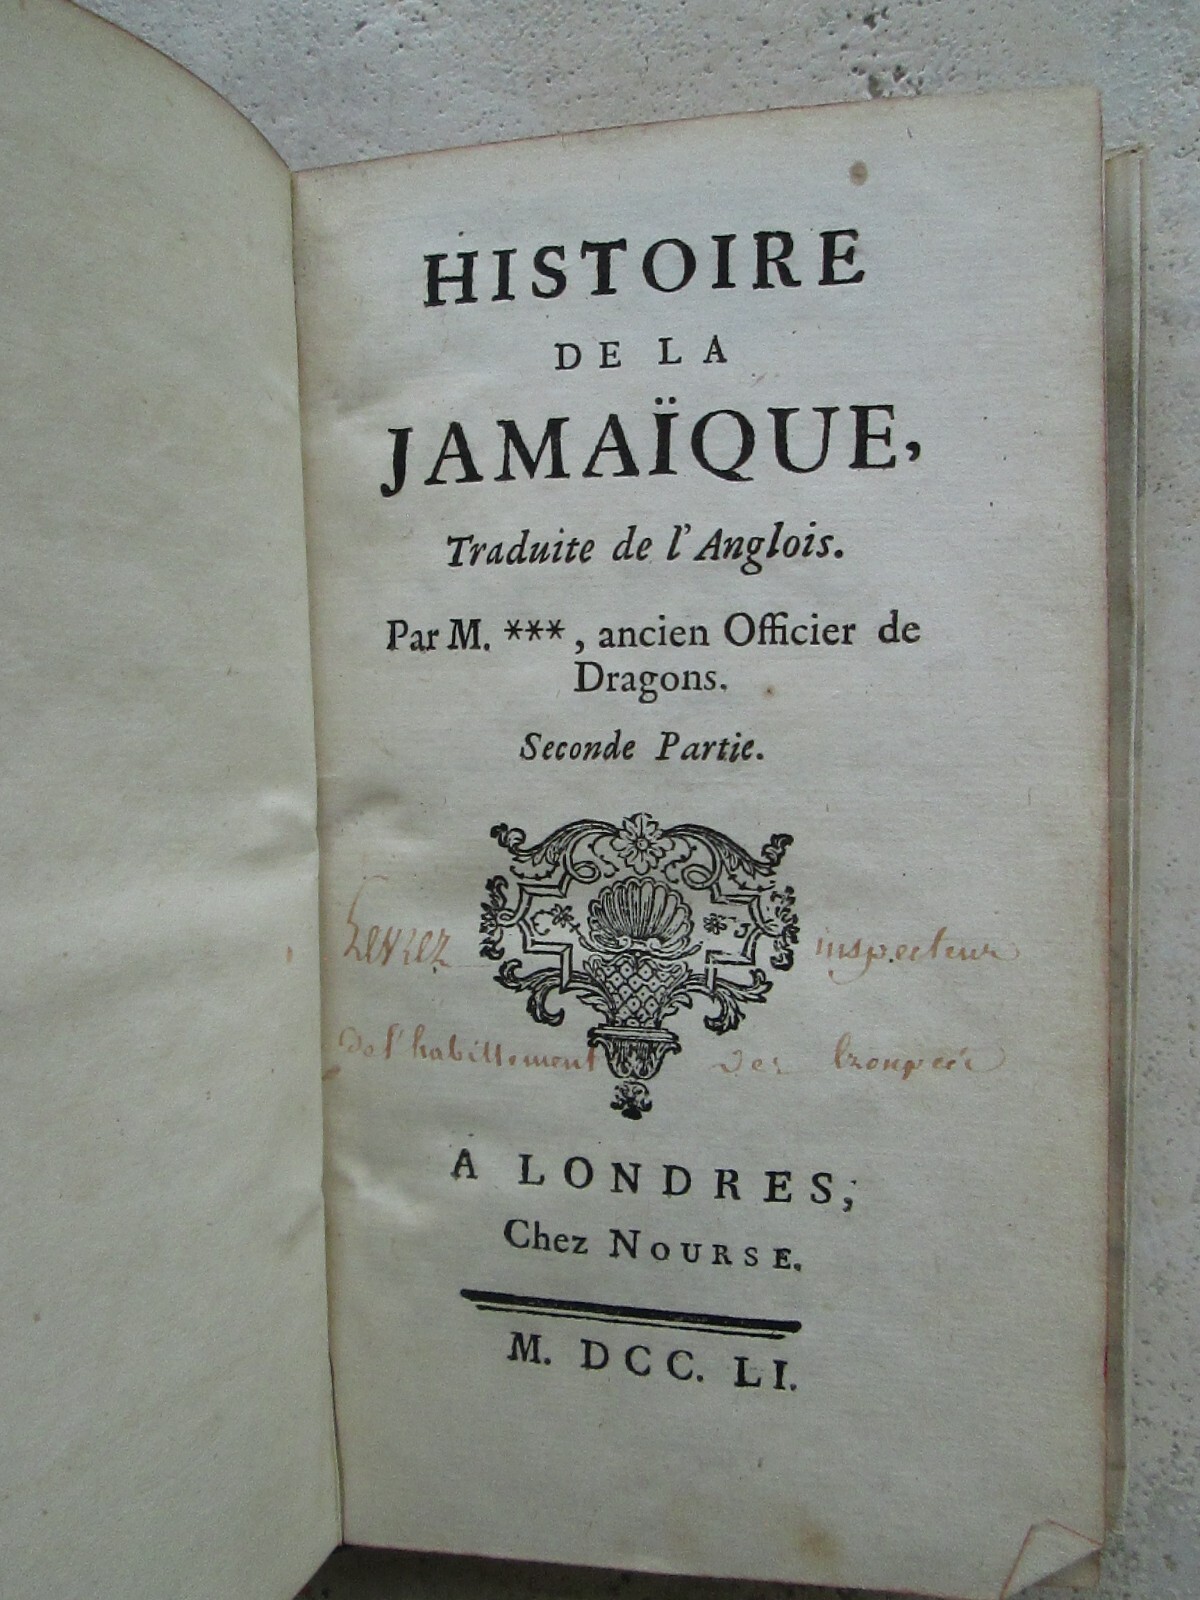 HISTOIRE
DE LA
JAMAÏQUE,
Traduite de l'Anglois.
Par M. ***, ancien Officier de
Dragons.
Seconde Partie.
inspecteur
de l'habillement des troupes
A LONDRES,
Chez NOURSE.
M. DCC. LI.